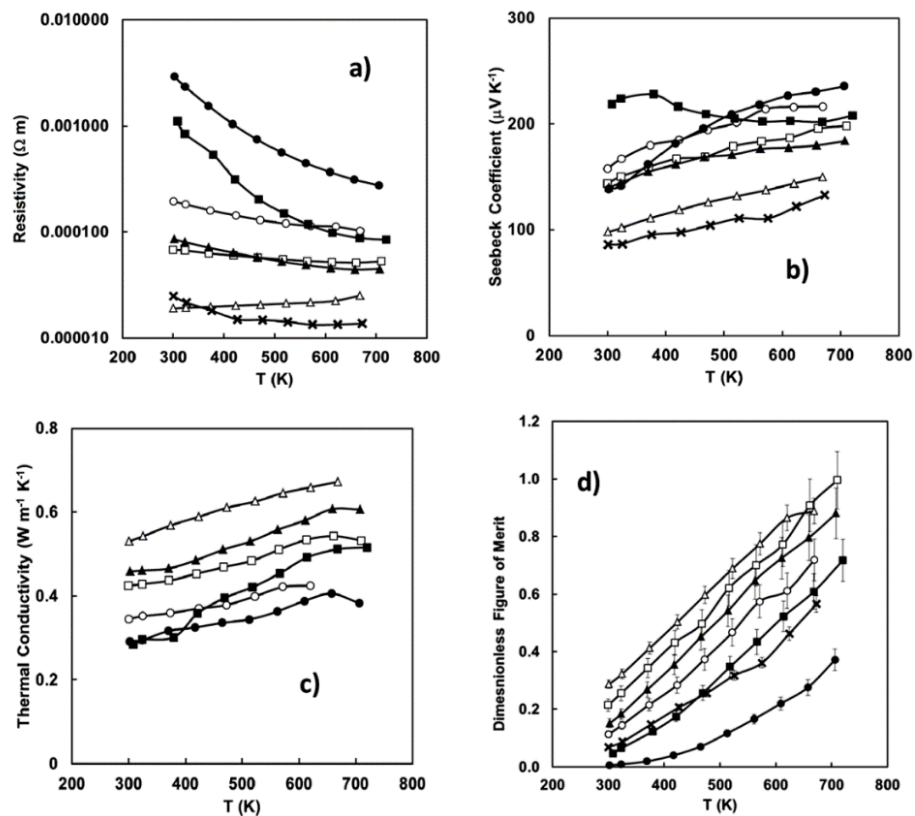 0.010000
0.001000
0.000100
0.000010
200 300 400 500 600 700 800
T (K)
Resistivity (Ω m)
a)
300
200
100
0
200 300 400 500 600 700 800
T (K)
Seebeck Coefficient (μV K-1)
b)
0.8
0.6
0.4
0.2
0
200 300 400 500 600 700 800
T (K)
Thermal Conductivity (W m-1 K-1)
c)
1.2
1.0
0.8
0.6
0.4
0.2
0.0
200 300 400 500 600 700 800
T (K)
Dimesnionless Figure of Merit
d)